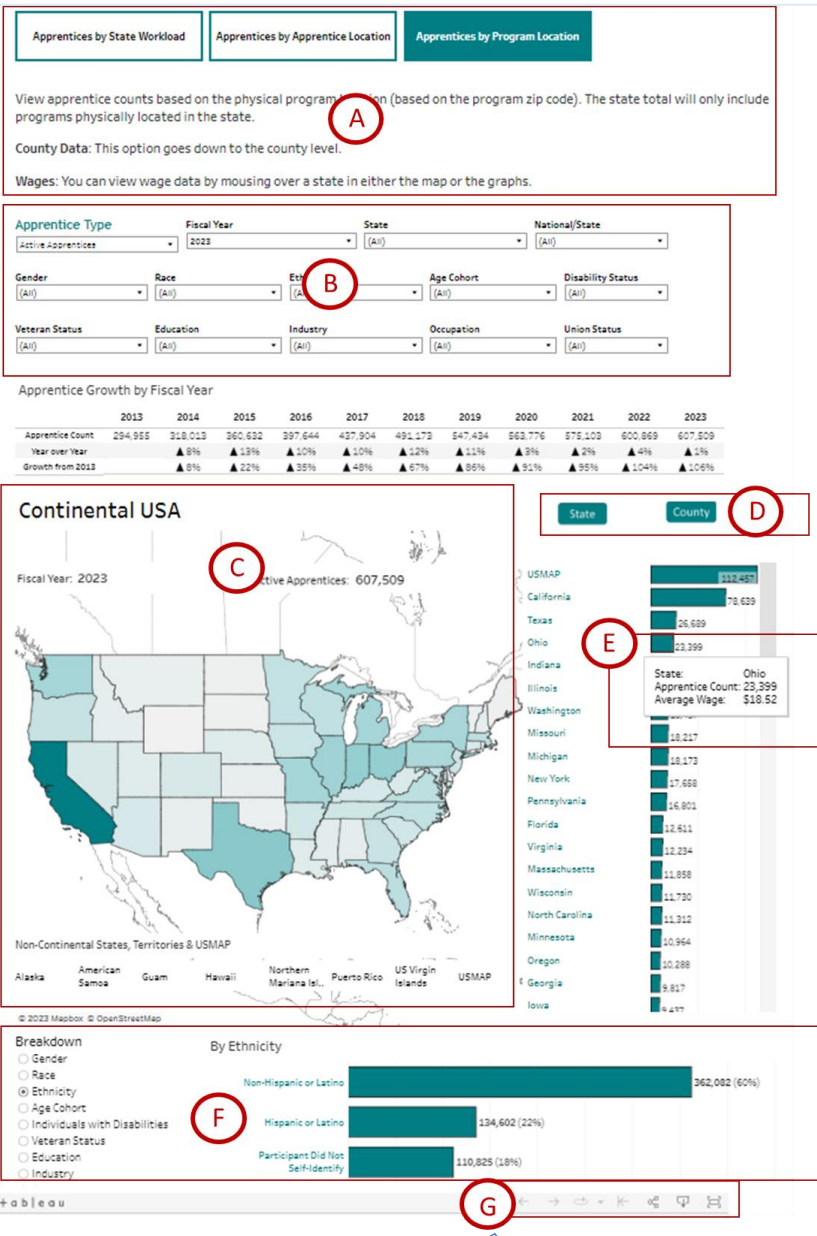 Apprentices by State Workload
Apprentices by Apprentice Location
Apprentices by Program Location
View apprentice counts based on the physical program (based on the program zip code). The state total will only include
programs physically located in the state.
A
County Data: This option goes down to the county level.
Wages: You can view wage data by mousing over a state in either the map or the graphs.
Apprentice Type Fiscal Year State National/State
Active Apprentices 2023 (All) (All)
B
Gender Race Age Cohort Disability Status
(All) (All) (All) (All)
Veteran Status Education Industry Occupation Union Status
(All) (All) (All) (All) (All)
Apprentice Growth by Fiscal Year
2013 2014 2015 2016 2017 2018 2019 2020 2021 2022 2023
Apprentice Count 294,955 318,013 360,632 397,644 437,904 491,173 547,434 563,776 575,103 600,869 607,509
Year over Year ▲8% ▲13% ▲10% ▲10% ▲12% ▲11% ▲3% ▲2% ▲4% ▲1%
Growth from 2013 ▲8% ▲22% ▲35% ▲48% ▲67% ▲86% ▲91% ▲95% ▲104% ▲106%
Continental USA
State County D
Fiscal Year: 2023 C Active Apprentices: 607,509
USMAP 112,457
California 78,639
Texas 26,689
Ohio 23,399
E
Indiana
Illinois
Washington
State: Ohio
Apprentice Count: 23,399
Average Wage: $18.52
Missouri 18,217
Michigan 18,173
New York 17,658
Pennsylvania 16,801
Florida 12,611
Virginia 12,234
Massachusetts 11,858
Wisconsin 11,730
North Carolina 11,312
Minnesota 10,964
Oregon 10,288
Georgia 9,817
Iowa 9,437
Non-Continental States, Territories & USMAP
Alaska
American
Samoa
Guam
Hawaii
Northern
Mariana Isl..
Puerto Rico
US Virgin
Islands
USMAP
© 2023 Mapbox © OpenStreetMap
Breakdown
Gender
Race
Ethnicity
Age Cohort
Individuals with Disabilities
Veteran Status
Education
Industry
F
By Ethnicity
Non-Hispanic or Latino 362,082 (60%)
Hispanic or Latino 134,602 (22%)
Participant Did Not
Self-Identify
110,825 (18%)
+ableau
G